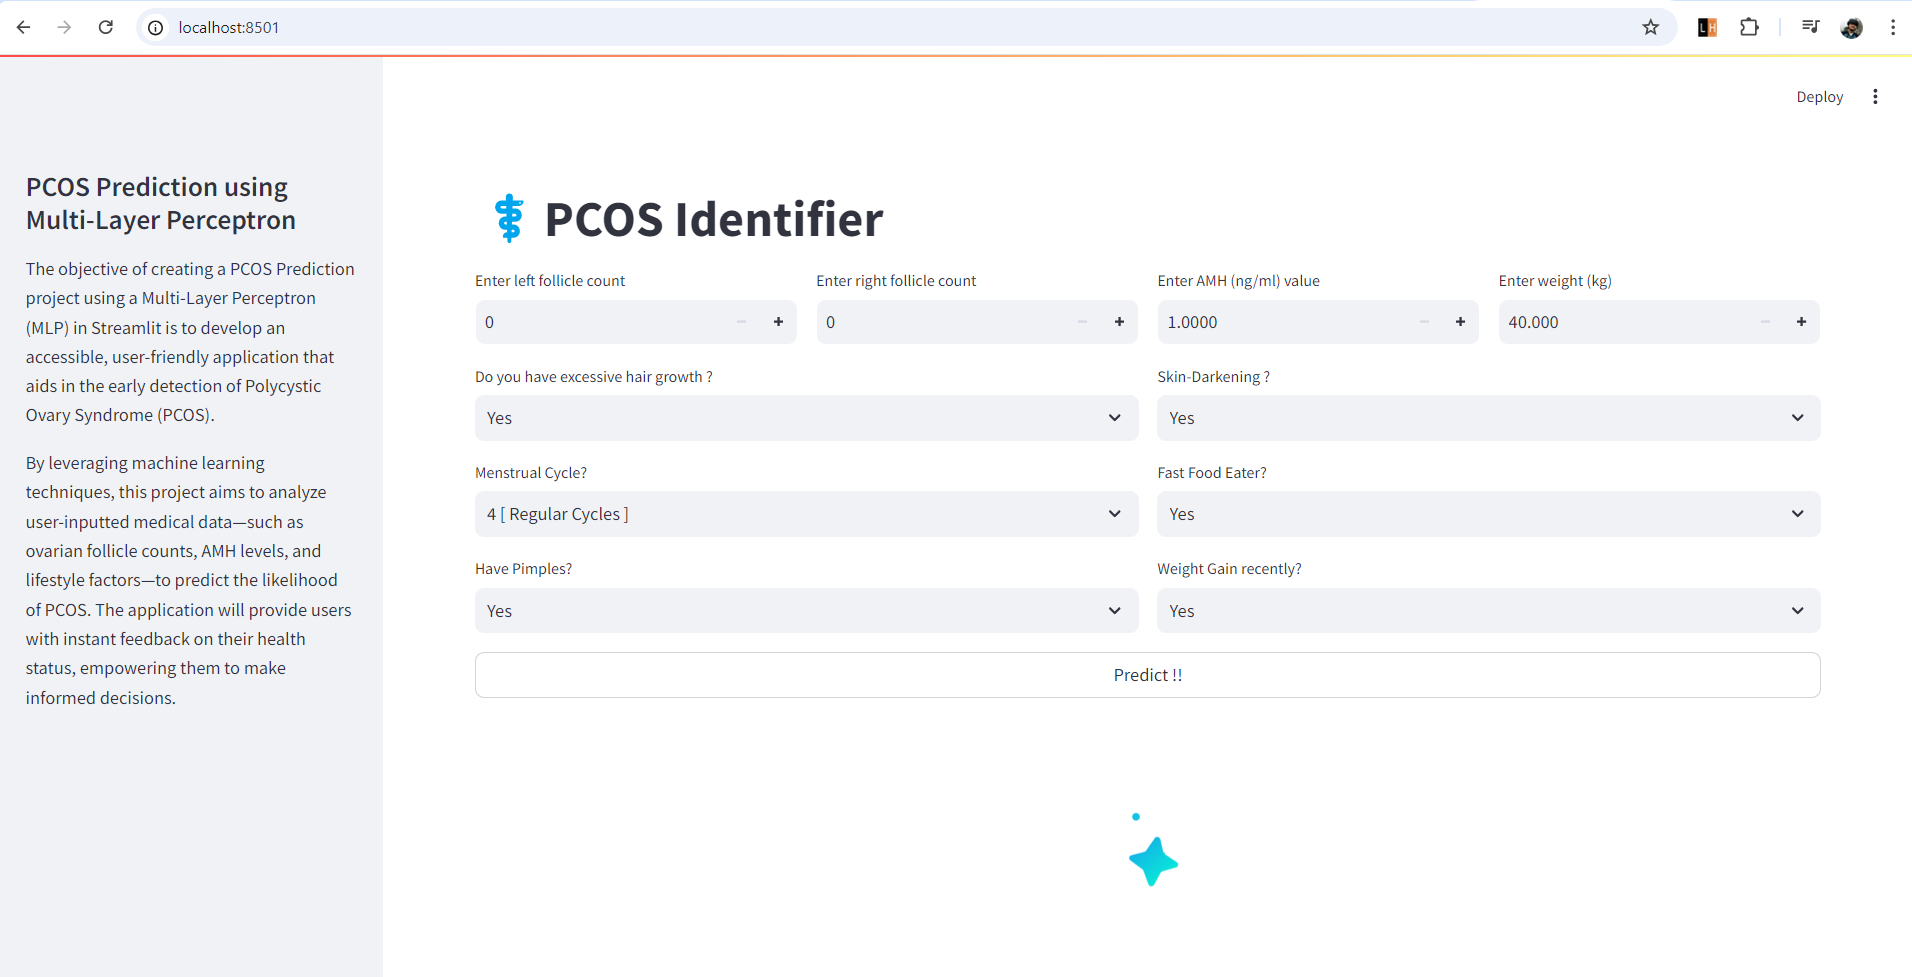 localhost:8501
LH
Deploy
PCOS Prediction using
Multi-Layer Perceptron
The objective of creating a PCOS Prediction
project using a Multi-Layer Perceptron
(MLP) in Streamlit is to develop an
accessible, user-friendly application that
aids in the early detection of Polycystic
Ovary Syndrome (PCOS).
By leveraging machine learning
techniques, this project aims to analyze
user-inputted medical data—such as
ovarian follicle counts, AMH levels, and
lifestyle factors—to predict the likelihood
of PCOS. The application will provide users
with instant feedback on their health
status, empowering them to make
informed decisions.
PCOS Identifier
Enter left follicle count
0
Enter right follicle count
0
Enter AMH (ng/ml) value
1.0000
Enter weight (kg)
40.000
Do you have excessive hair growth ?
Yes
Skin-Darkening ?
Yes
Menstrual Cycle?
4 [ Regular Cycles ]
Fast Food Eater?
Yes
Have Pimples?
Yes
Weight Gain recently?
Yes
Predict !!